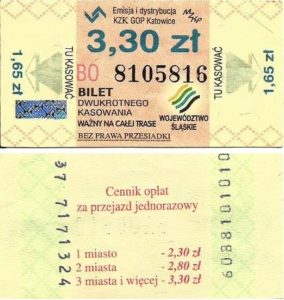 Emisja i dystrybucja
KZK GOP Katowice
3,30 zł
1,65 zł
TU KASOWAĆ
TU KASOWAĆ
1,65 zł
BO 8105816
BILET
DWUKROTNEGO
KASOWANIA
WAŻNY NA CAŁEJ TRASE
BEZ PRAWA PRZESIADKI
WOJEWÓDZTWO
ŚLĄSKIE
37 7171324
Cennik opłat
za przejazd jednorazowy
1 miasto - 2,30 zł
2 miasta - 2,80 zł
3 miasta i więcej - 3,30 zł